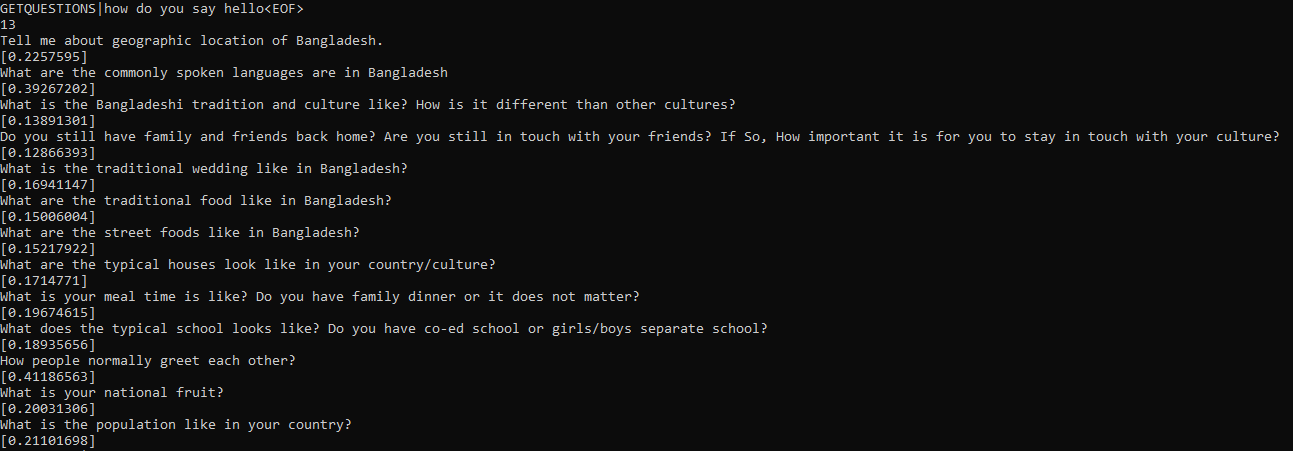 GETQUESTIONS|how do you say hello<EOF>
13
Tell me about geographic location of Bangladesh.
[0.2257595]
What are the commonly spoken languages are in Bangladesh
[0.39267202]
What is the Bangladeshi tradition and culture like? How is it different than other cultures?
[0.13891301]
Do you still have family and friends back home? Are you still in touch with your friends? If So, How important it is for you to stay in touch with your culture?
[0.12866393]
What is the traditional wedding like in Bangladesh?
[0.16941147]
What are the traditional food like in Bangladesh?
[0.15006004]
What are the street foods like in Bangladesh?
[0.15217922]
What are the typical houses look like in your country/culture?
[0.1714771]
What is your meal time is like? Do you have family dinner or it does not matter?
[0.19674615]
What does the typical school looks like? Do you have co-ed school or girls/boys separate school?
[0.18935656]
How people normally greet each other?
[0.41186563]
What is your national fruit?
[0.20031306]
What is the population like in your country?
[0.21101698]